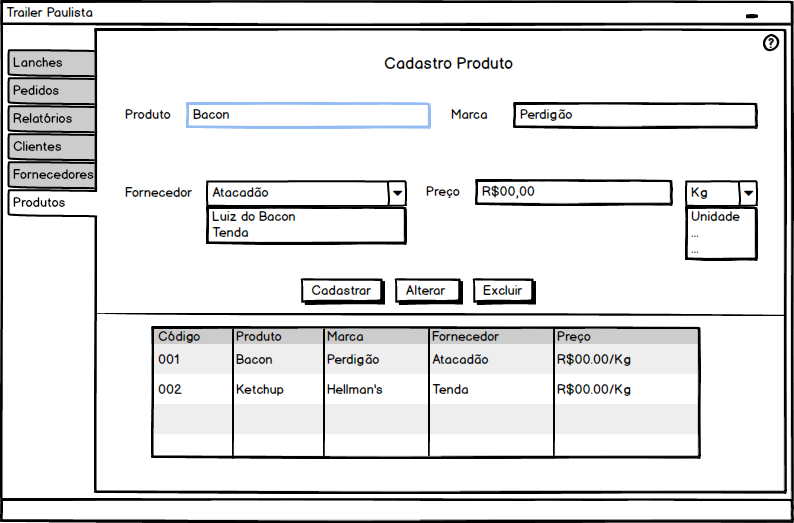 Trailer Paulista
?
Lanches
Pedidos
Relatórios
Clientes
Fornecedores
Produtos
Cadastro Produto
Produto Bacon Marca Perdigão
Fornecedor Atacadão Preço R$00,00 Kg
Luiz do Bacon Unidade
Tenda ...
...
Cadastrar Alterar Excluir
Código Produto Marca Fornecedor Preço
001 Bacon Perdigão Atacadão R$00.00/Kg
002 Ketchup Hellman's Tenda R$00.00/Kg